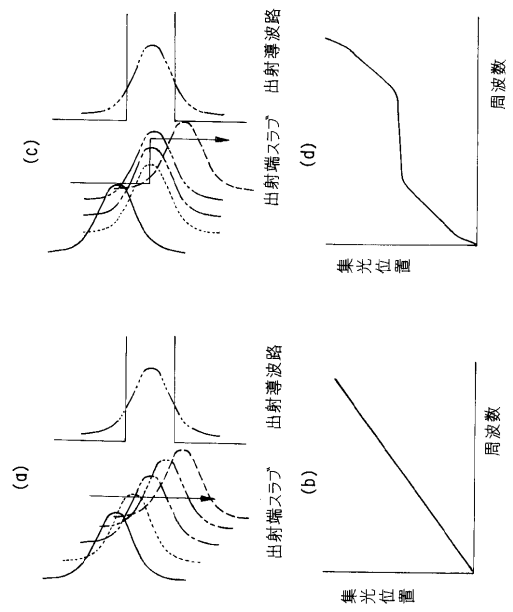 (a)
出射端スラブ 出射導波路
(b)
集光位置
周波数
(c)
出射端スラブ 出射導波路
(d)
集光位置
周波数